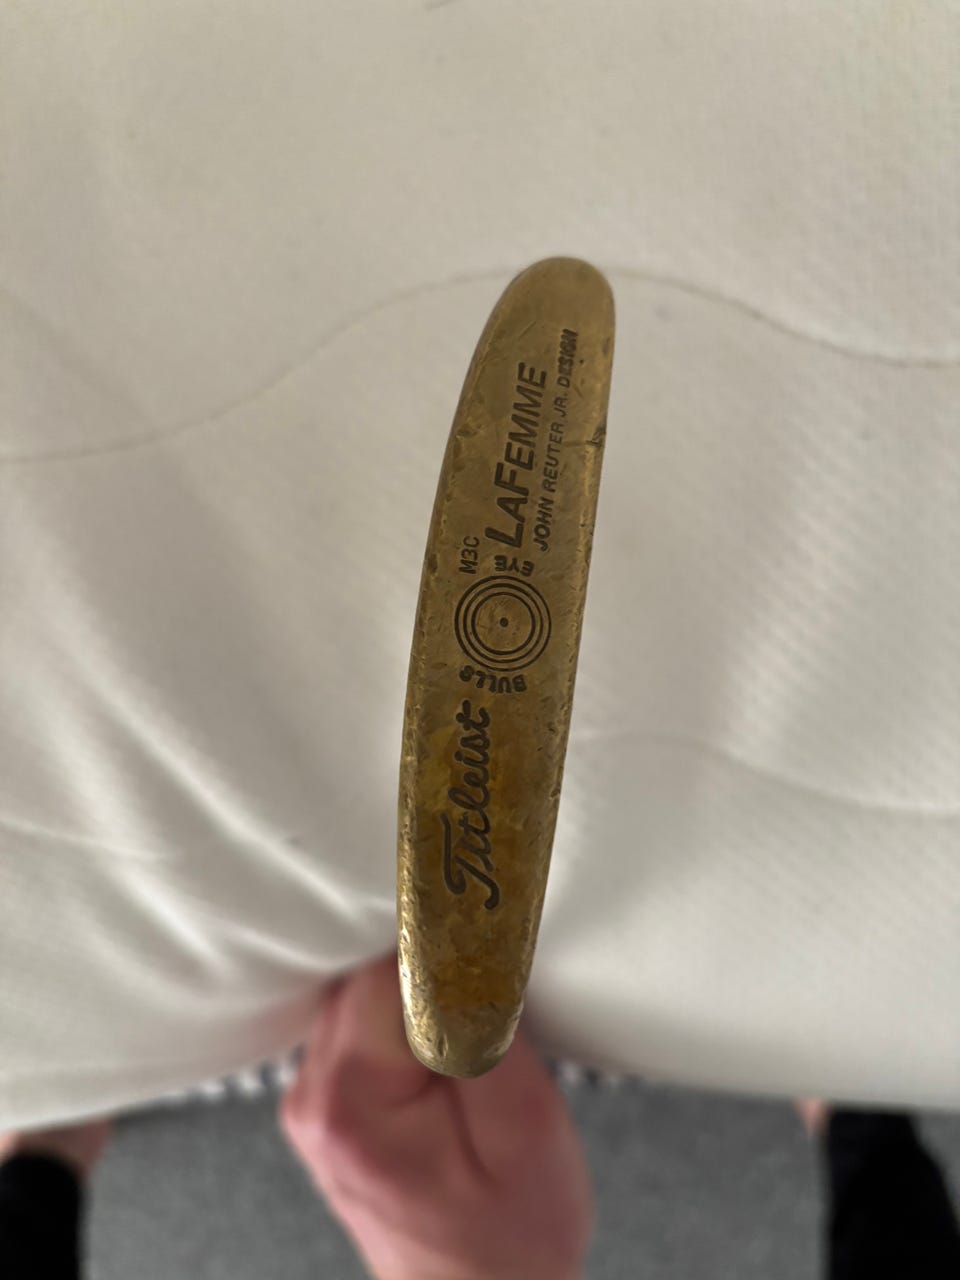 Titleist
BULLS EYE
M3C
LAFEMME
JOHN REUTER JR. DESIGN